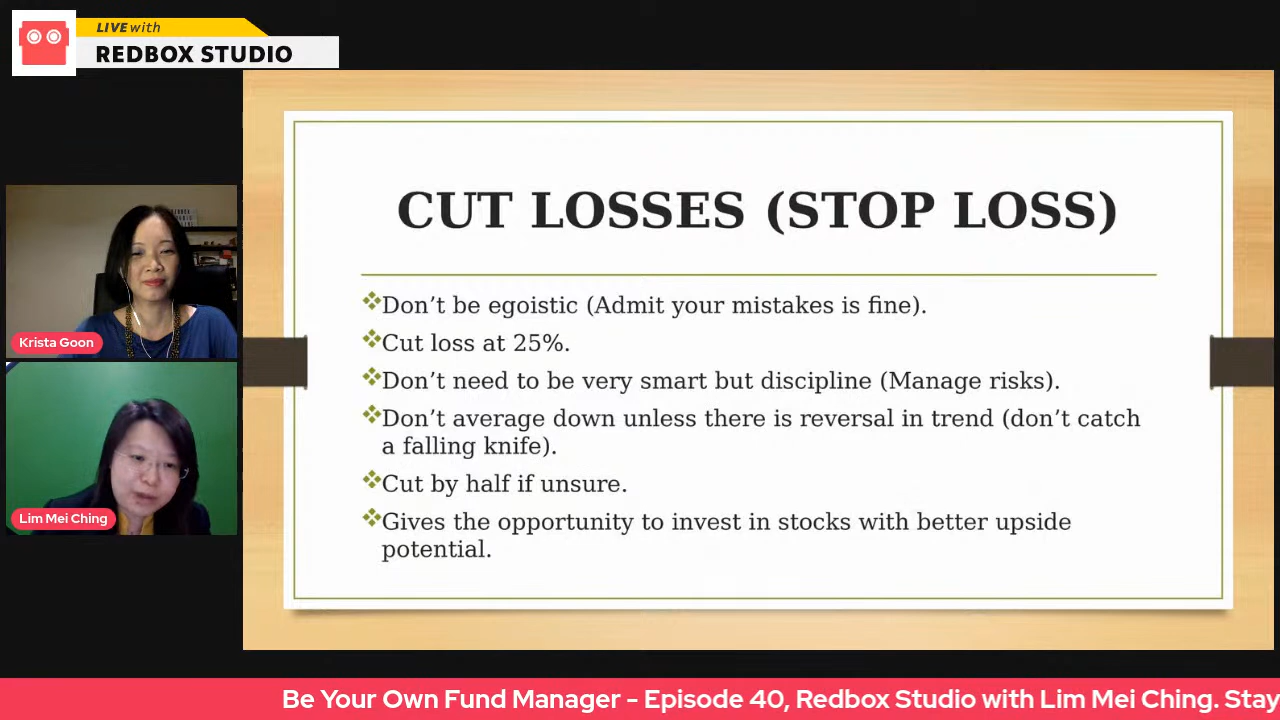 LIVE with
REDBOX STUDIO
CUT LOSSES (STOP LOSS)
❖Don’t be egoistic (Admit your mistakes is fine).
❖Cut loss at 25%.
❖Don’t need to be very smart but discipline (Manage risks).
❖Don’t average down unless there is reversal in trend (don’t catch
a falling knife).
❖Cut by half if unsure.
❖Gives the opportunity to invest in stocks with better upside
potential.
Krista Goon
Lim Mei Ching
Be Your Own Fund Manager - Episode 40, Redbox Studio with Lim Mei Ching. Stay